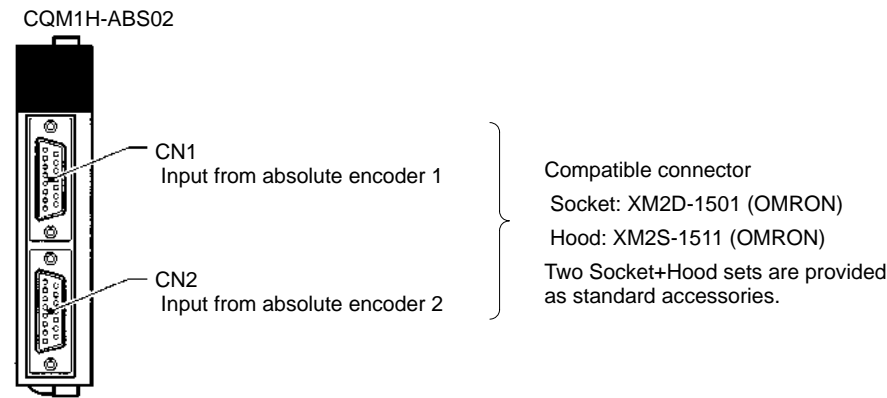 CQM1H-ABS02
CN1
Input from absolute encoder 1
CN2
Input from absolute encoder 2
Compatible connector
Socket: XM2D-1501 (OMRON)
Hood: XM2S-1511 (OMRON)
Two Socket+Hood sets are provided
as standard accessories.